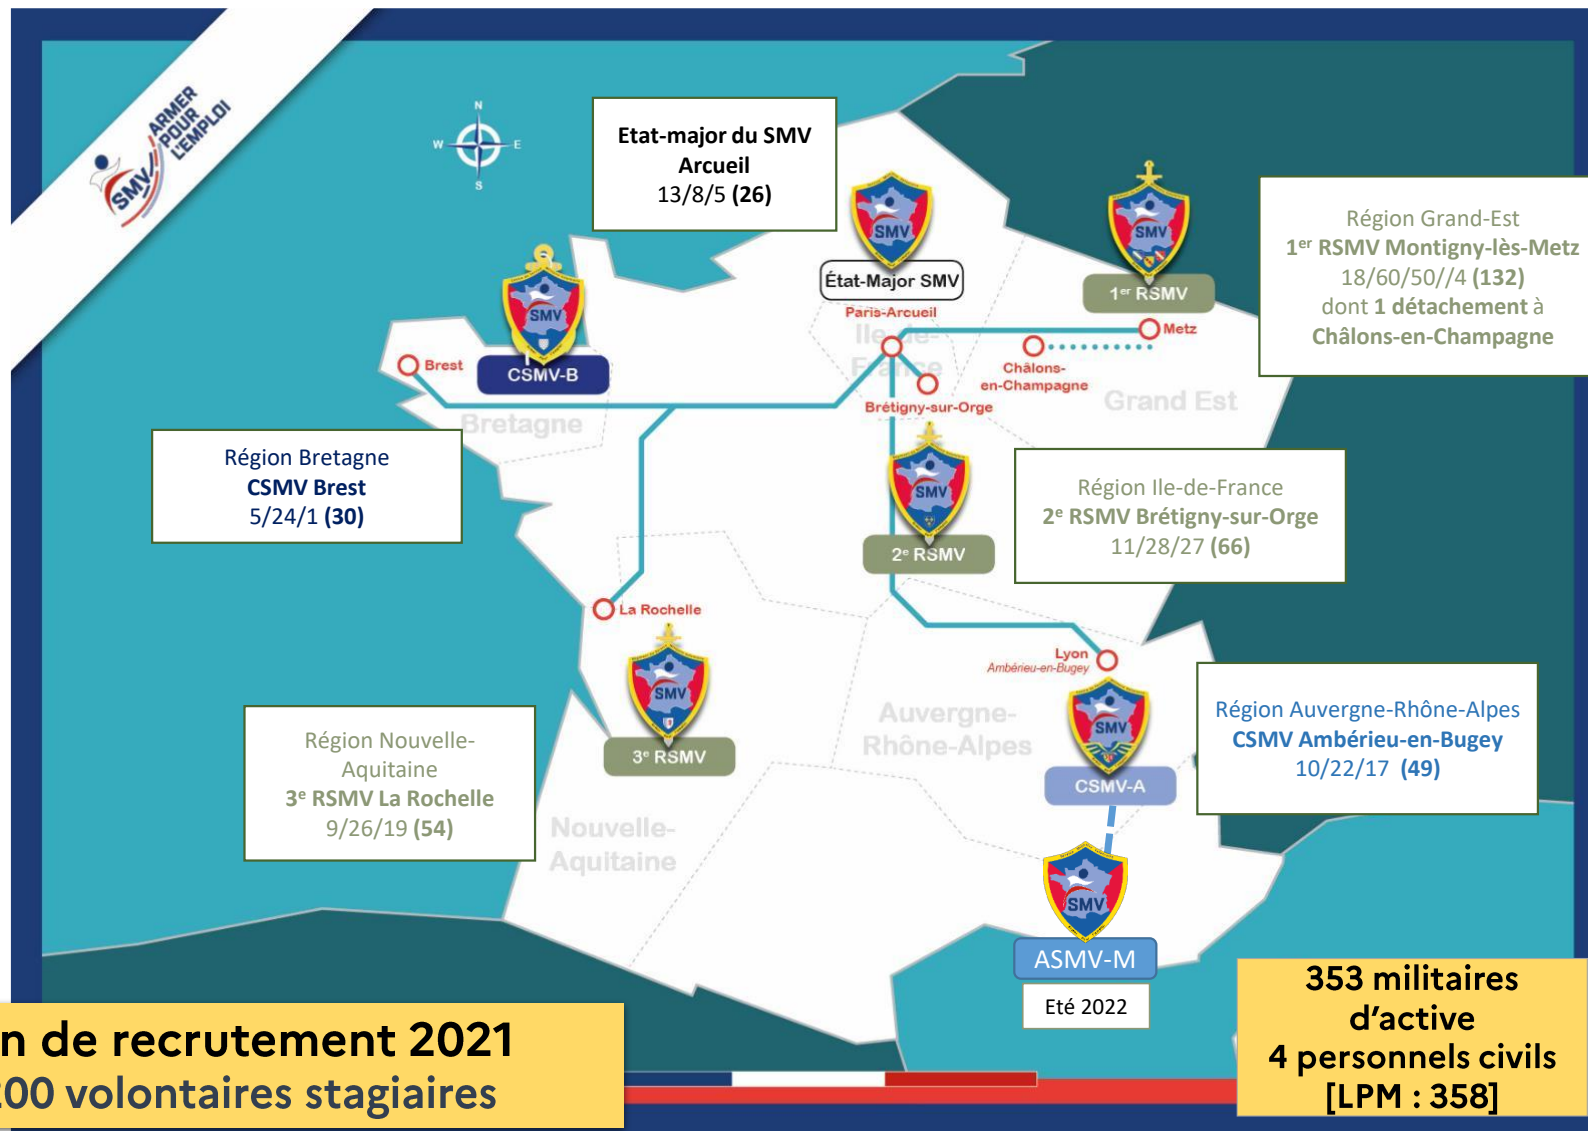 SMV
ARMER
POUR
L'EMPLOI
N
W
E
S
Etat-major du SMV
Arcueil
13/8/5 (26)
SMV
État-Major SMV
Paris-Arcueil
Ile-de-
France
SMV
1er RSMV
Metz
Châlons-
en-Champagne
Grand Est
Région Grand-Est
1er RSMV Montigny-lès-Metz
18/60/50//4 (132)
dont 1 détachement à
Châlons-en-Champagne
SMV
CSMV-B
Brest
Bretagne
Région Bretagne
CSMV Brest
5/24/1 (30)
Brétigny-sur-Orge
SMV
2e RSMV
Région Ile-de-France
2e RSMV Brétigny-sur-Orge
11/28/27 (66)
La Rochelle
SMV
3e RSMV
Région Nouvelle-
Aquitaine
3e RSMV La Rochelle
9/26/19 (54)
Nouvelle-
Aquitaine
Lyon
Ambérieu-en-Bugey
Auvergne-
Rhône-Alpes
SMV
CSMV-A
Région Auvergne-Rhône-Alpes
CSMV Ambérieu-en-Bugey
10/22/17 (49)
SMV
ASMV-M
Eté 2022
n de recrutement 2021
200 volontaires stagiaires
353 militaires
d'active
4 personnels civils
[LPM : 358]